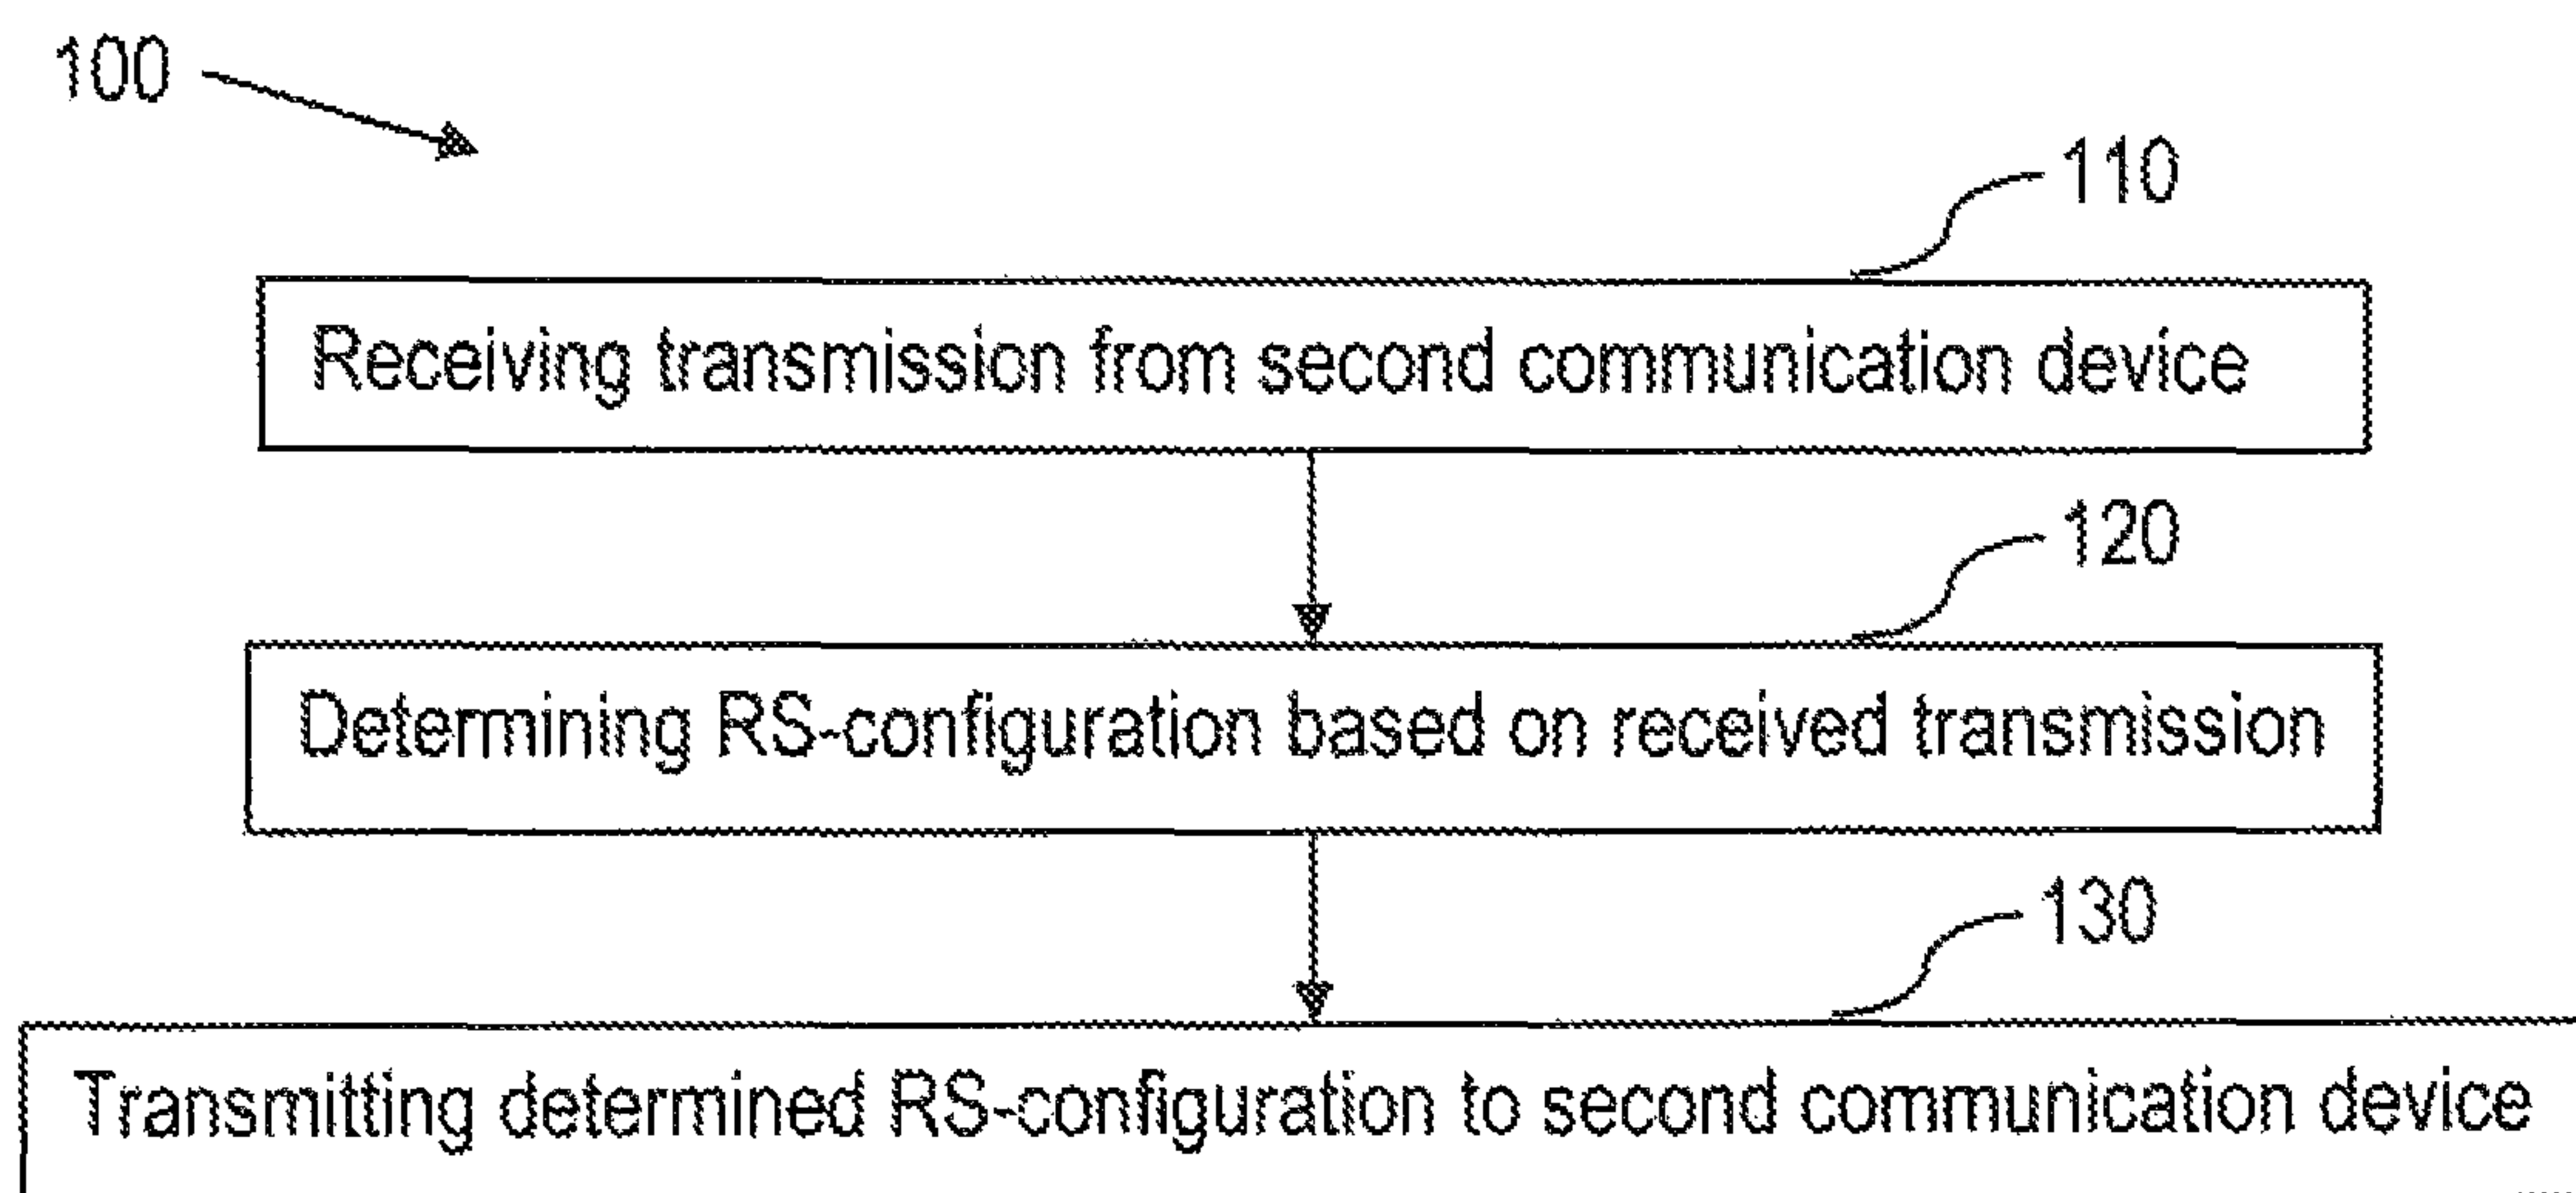 100
110
Receiving transmission from second communication device
120
Determining RS-configuration based on received transmission
130
Transmitting determined RS-configuration to second communication device